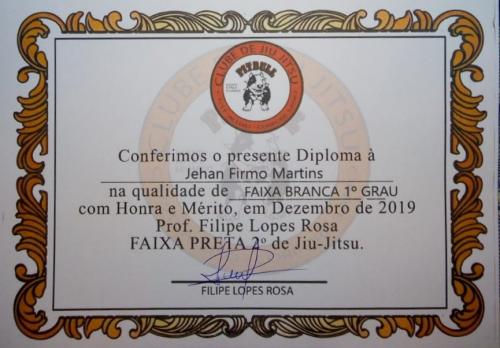 CLUBE DE JIU JITSU
PITBULL
Conferimos o presente Diploma à
Jehan Firmo Martins
na qualidade de FAIXA BRANCA 1º GRAU
com Honra e Mérito, em Dezembro de 2019
Prof. Filipe Lopes Rosa
FAIXA PRETA 2º de Jiu-Jitsu.
FILIPE LOPES ROSA